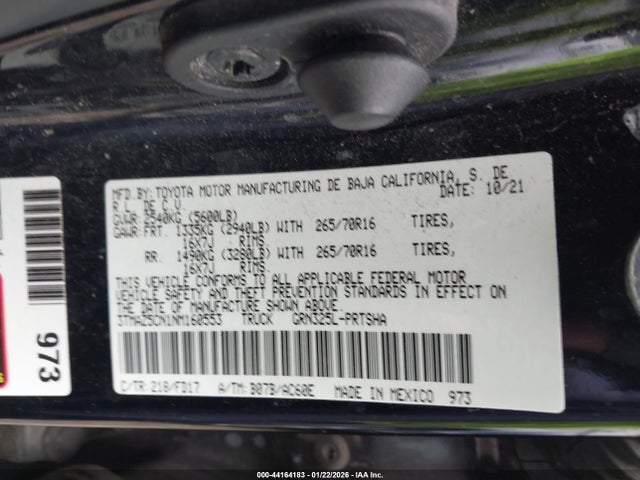 MFD BY: TOYOTA MOTOR MANUFACTURING DE BAJA CALIFORNIA, S. DE
R.L. DE C.V. DATE: 10/21
GVWR 2540KG (5600LB)
GAWR:FRT. 1335KG (2940LB) WITH 265/70R16 TIRES,
16X7J RIMS
RR. 1490KG (3280LB) WITH 265/70R16 TIRES,
16X7J RIMS
THIS VEHICLE CONFORMS TO ALL APPLICABLE FEDERAL MOTOR
VEHICLE SAFETY AND THEFT PREVENTION STANDARDS IN EFFECT ON
THE DATE OF MANUFACTURE SHOWN ABOVE.
3TMAZ5CN1NM160553 TRUCK GRN325L-PRTSHA
C/TR:218/FD17 A/TM:B07B/AC60E MADE IN MEXICO 973
973
000-44164183 - 01/22/2026 - IAA, Inc.